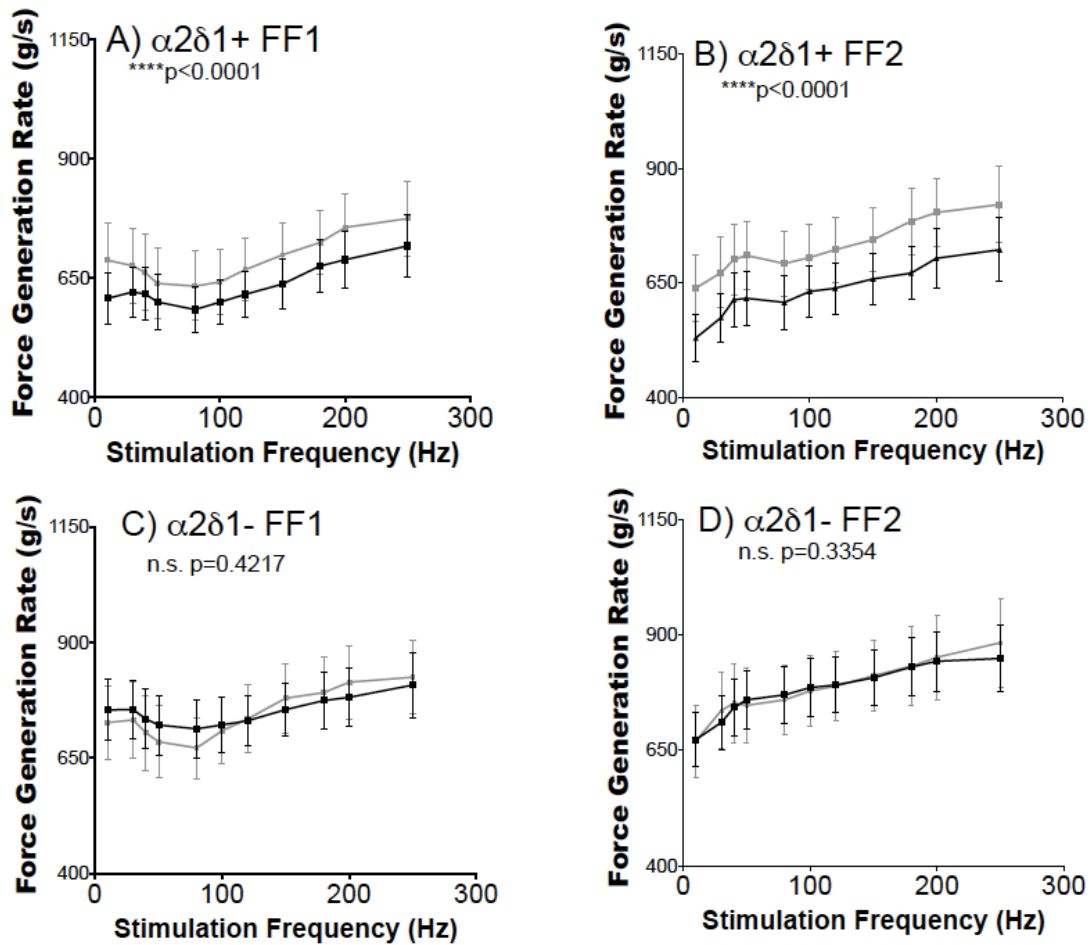 A) α2δ1+ FF1
****p<0.0001
Force Generation Rate (g/s)
1150
900
650
400
0
100
200
300
Stimulation Frequency (Hz)
B) α2δ1+ FF2
****p<0.0001
Force Generation Rate (g/s)
1150
900
650
400
0
100
200
300
Stimulation Frequency (Hz)
C) α2δ1- FF1
n.s. p=0.4217
Force Generation Rate (g/s)
1150
900
650
400
0
100
200
300
Stimulation Frequency (Hz)
D) α2δ1- FF2
n.s. p=0.3354
Force Generation Rate (g/s)
1150
900
650
400
0
100
200
300
Stimulation Frequency (Hz)